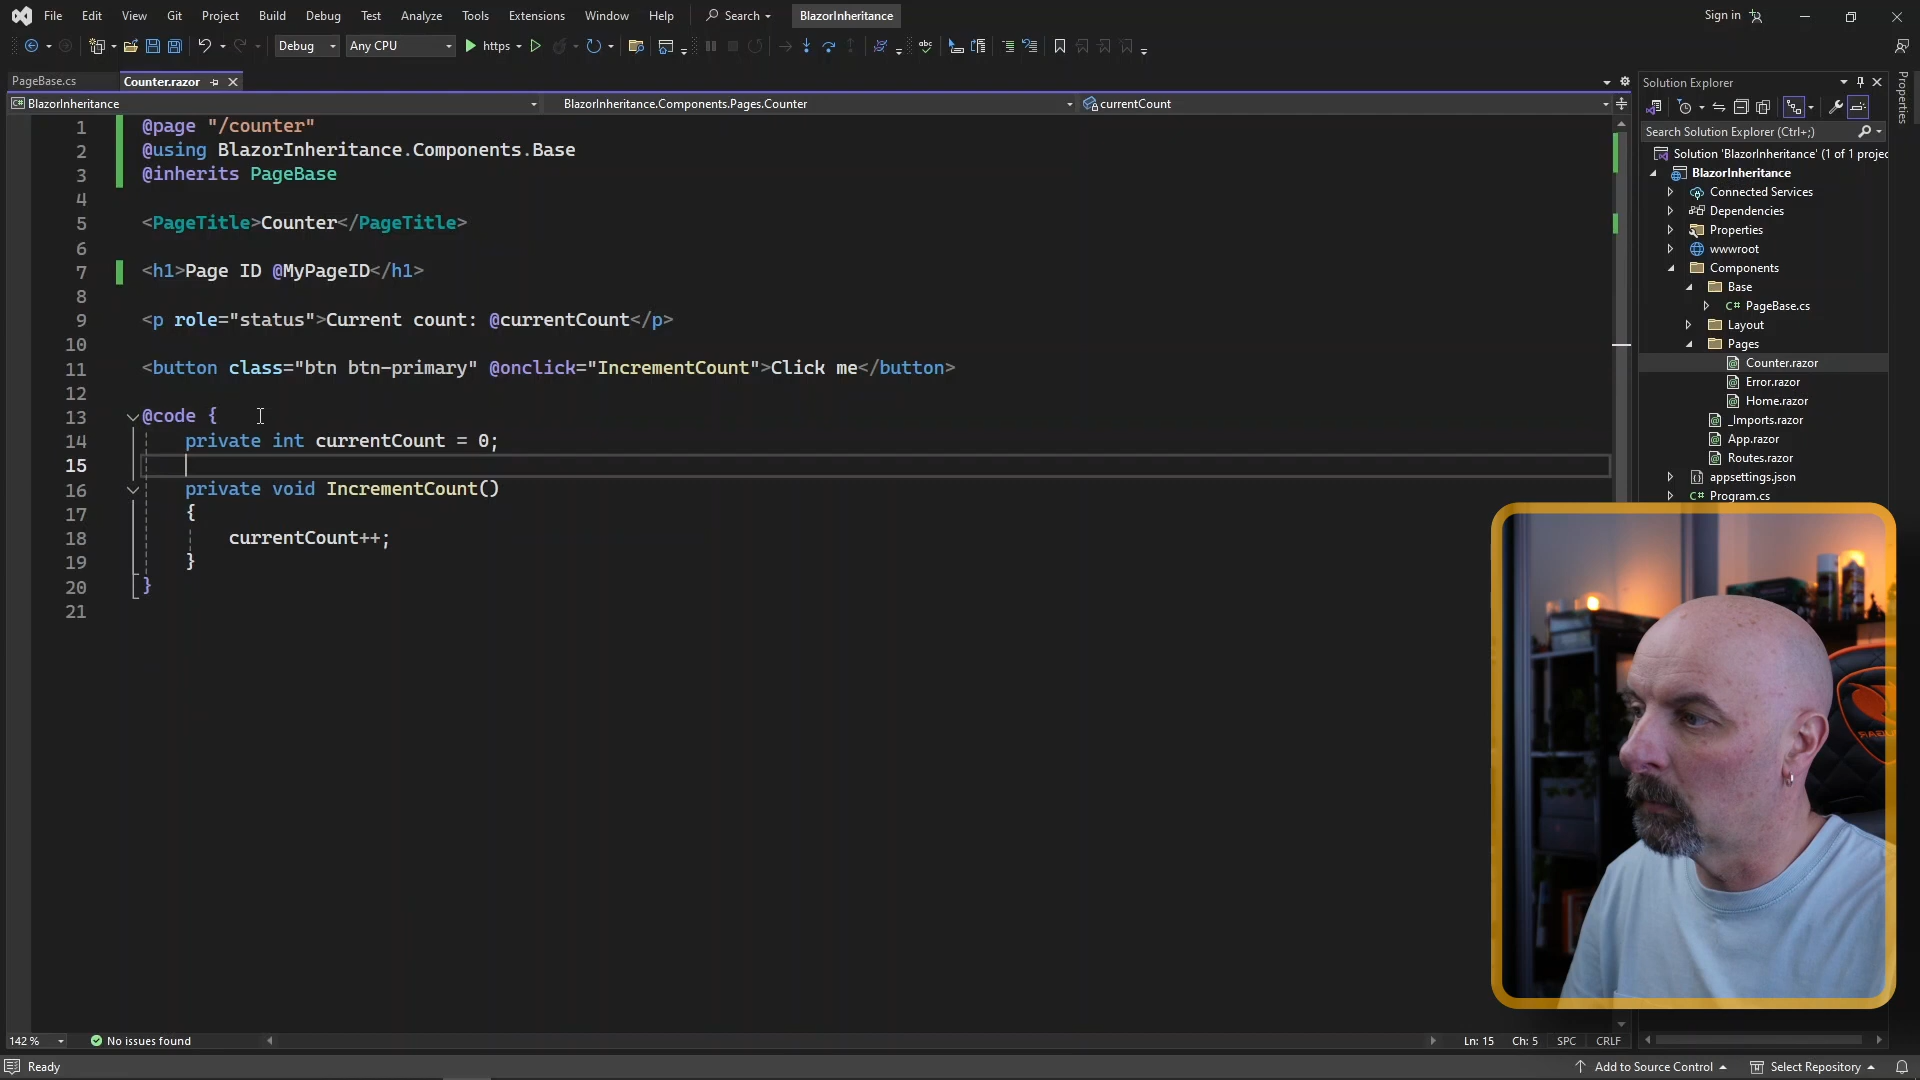 File Edit View Git Project Build Debug Test Analyze Tools Extensions Window Help Search BlazorInheritance Sign in
Debug Any CPU https
PageBase.cs Counter.razor
BlazorInheritance BlazorInheritance.Components.Pages.Counter currentCount
1 @page "/counter"
2 @using BlazorInheritance.Components.Base
3 @inherits PageBase
4
5 <PageTitle>Counter</PageTitle>
6
7 <h1>Page ID @MyPageID</h1>
8
9 <p role="status">Current count: @currentCount</p>
10
11 <button class="btn btn-primary" @onclick="IncrementCount">Click me</button>
12
13 @code {
14 private int currentCount = 0;
15
16 private void IncrementCount()
17 {
18 currentCount++;
19 }
20 }
21
Solution Explorer
Search Solution Explorer (Ctrl+;)
Solution 'BlazorInheritance' (1 of 1 projec
BlazorInheritance
Connected Services
Dependencies
Properties
wwwroot
Components
Base
C# PageBase.cs
Layout
Pages
Counter.razor
Error.razor
Home.razor
_Imports.razor
App.razor
Routes.razor
appsettings.json
C# Program.cs
Properties
142 % No issues found Ln: 15 Ch: 5 SPC CRLF
Ready Add to Source Control Select Repository